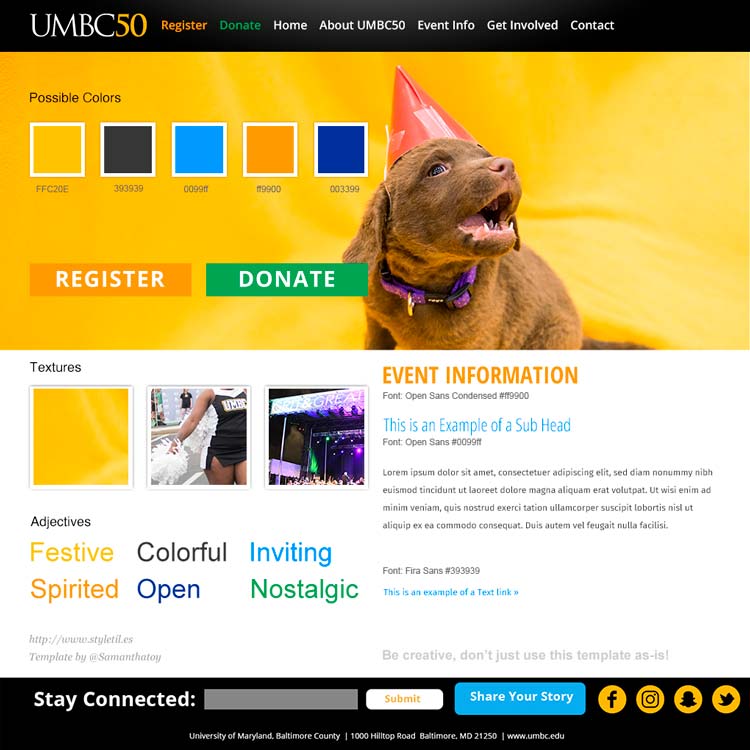 UMBC50 Register Donate Home About UMBC50 Event Info Get Involved Contact
Possible Colors
FFC20E 393939 0099ff ff9900 003399
REGISTER DONATE
Textures
UMBC
EVENT INFORMATION
Font: Open Sans Condensed #ff9900
This is an Example of a Sub Head
Font: Open Sans #0099ff
Lorem ipsum dolor sit amet, consectetuer adipiscing elit, sed diam nonummy nibh
euismod tincidunt ut laoreet dolore magna aliquam erat volutpat. Ut wisi enim ad
minim veniam, quis nostrud exerci tation ullamcorper suscipit lobortis nisl ut
aliquip ex ea commodo consequat. Duis autem vel feugait nulla facilisi.
Font: Fira Sans #393939
This is an example of a Text link »
Adjectives
Festive Colorful Inviting
Spirited Open Nostalgic
http://www.styletil.es
Template by @Samanthatoy
Be creative, don't just use this template as-is!
Stay Connected: Submit Share Your Story
University of Maryland, Baltimore County | 1000 Hilltop Road Baltimore, MD 21250 | www.umbc.edu